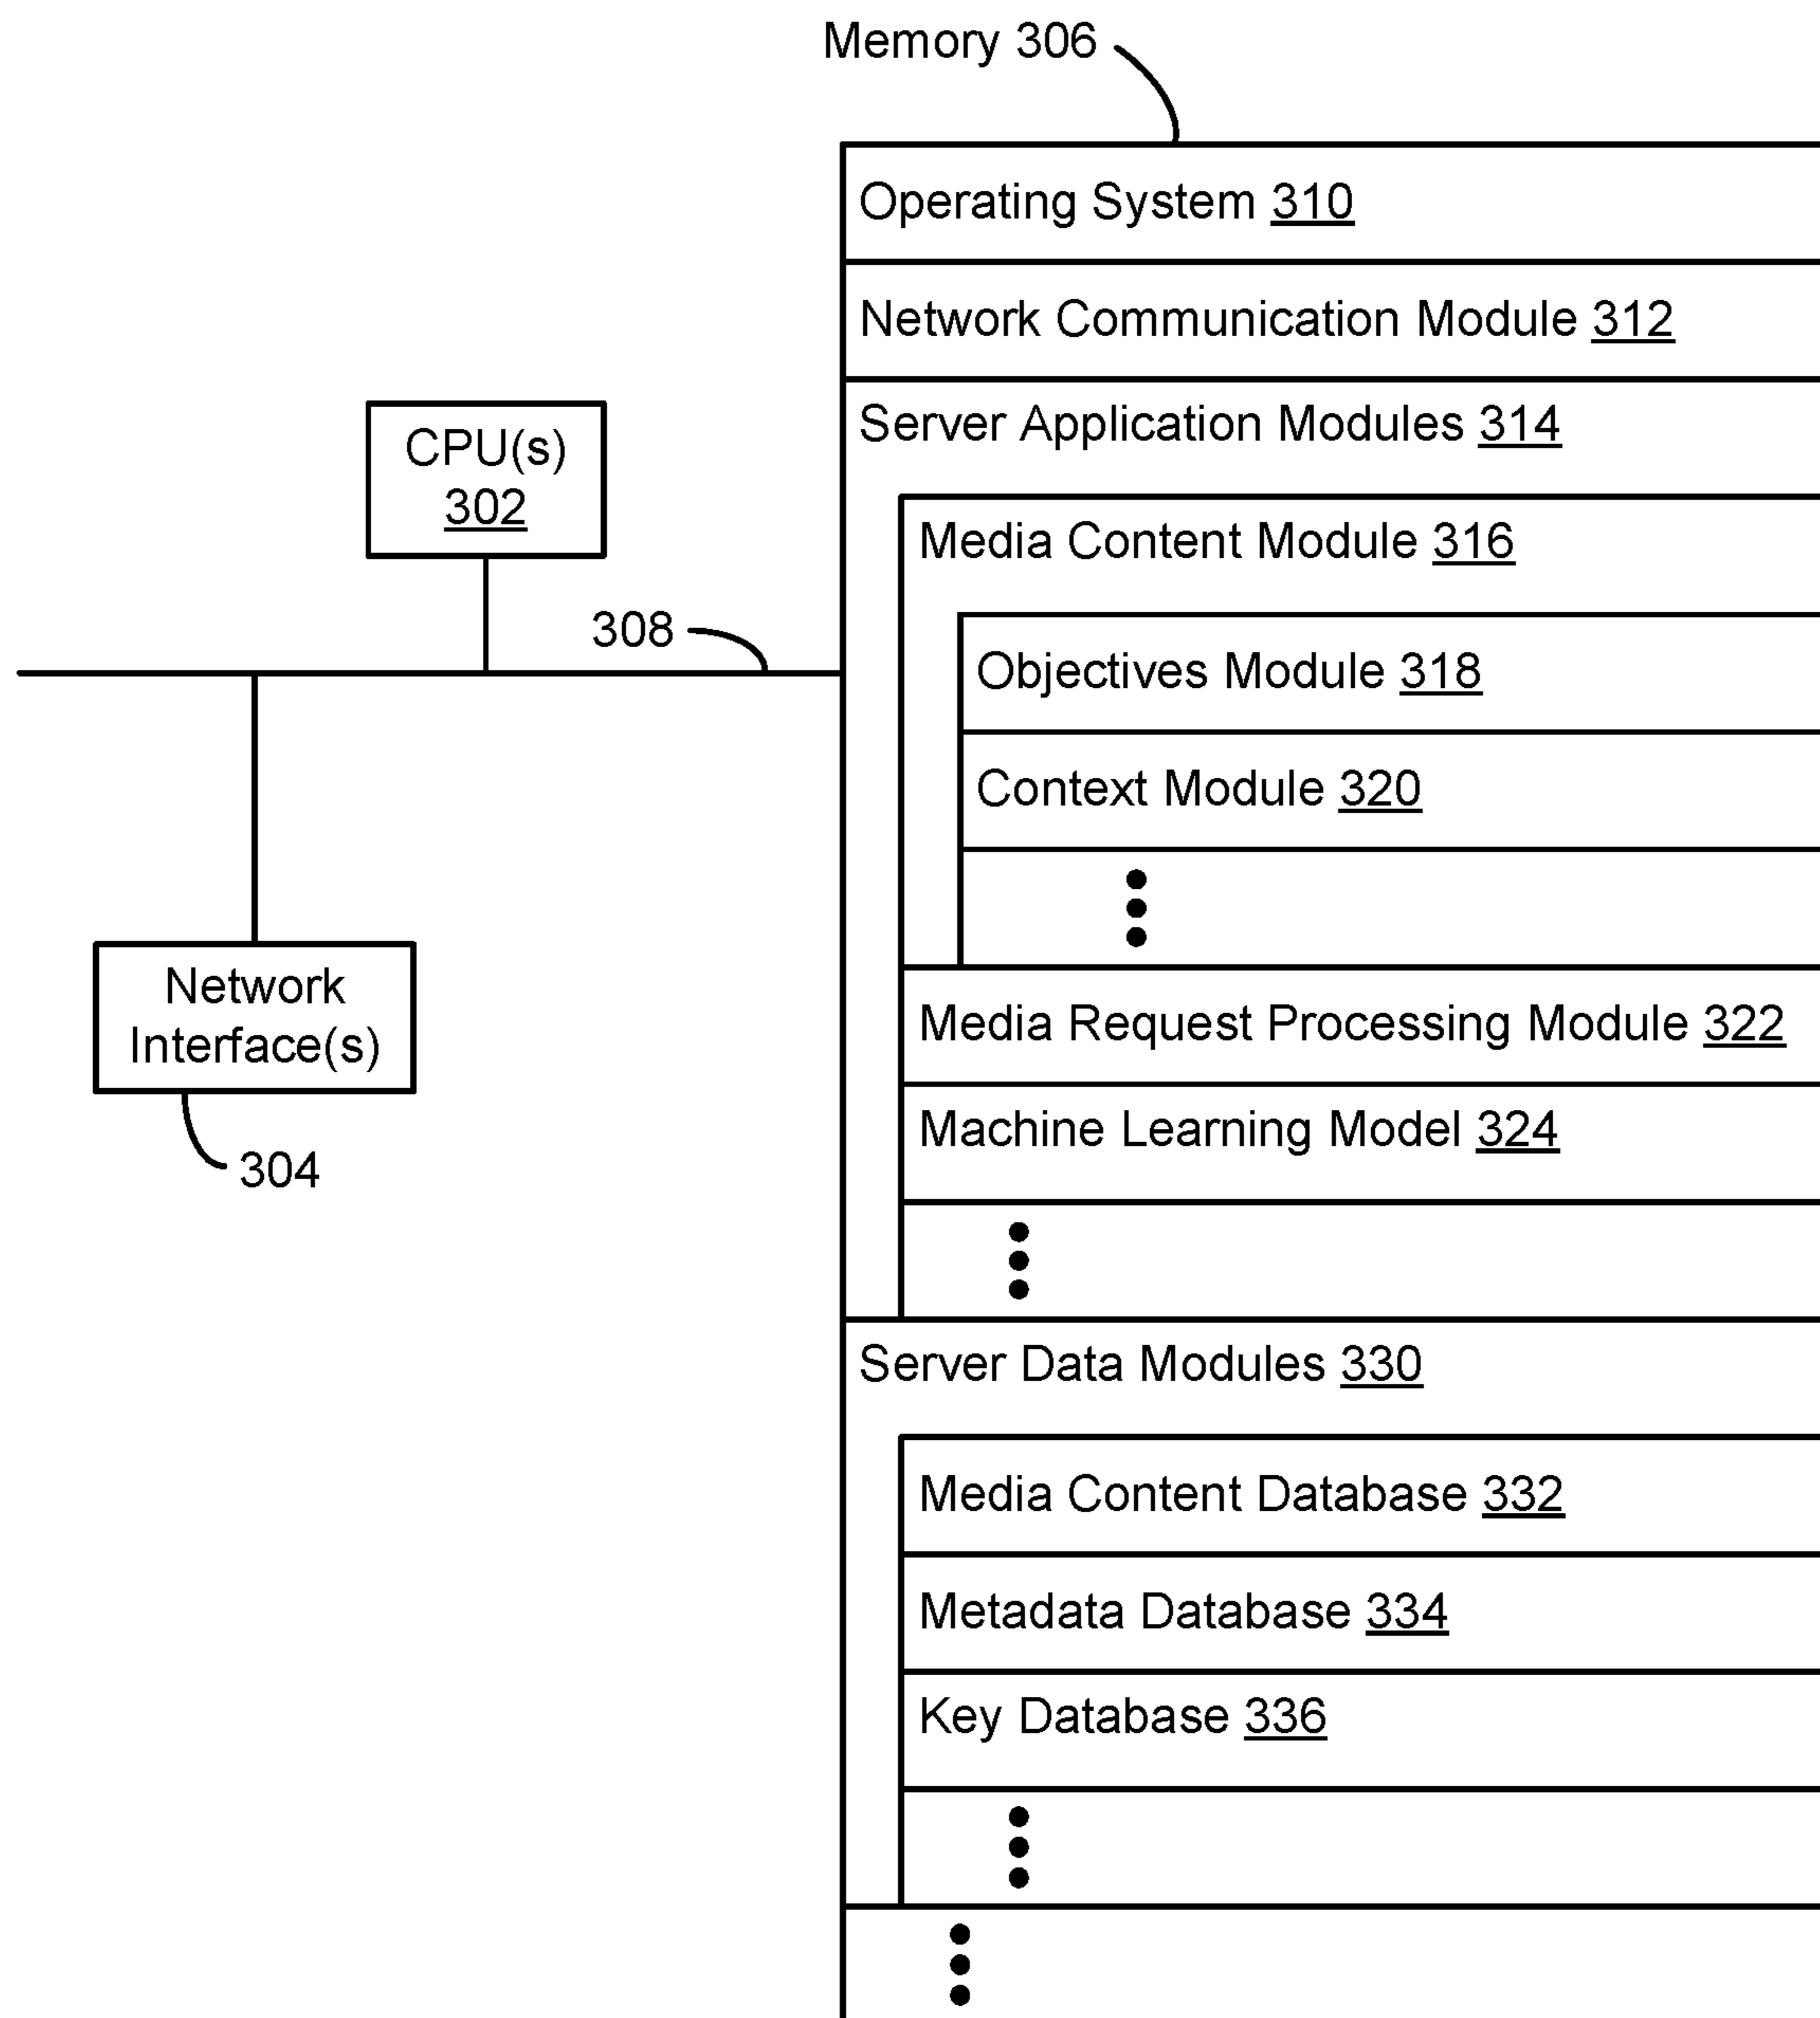 Memory 306
Operating System 310
Network Communication Module 312
Server Application Modules 314
CPU(s)
302
Media Content Module 316
308
Objectives Module 318
Context Module 320
Network
Interface(s)
304
Media Request Processing Module 322
Machine Learning Model 324
Server Data Modules 330
Media Content Database 332
Metadata Database 334
Key Database 336